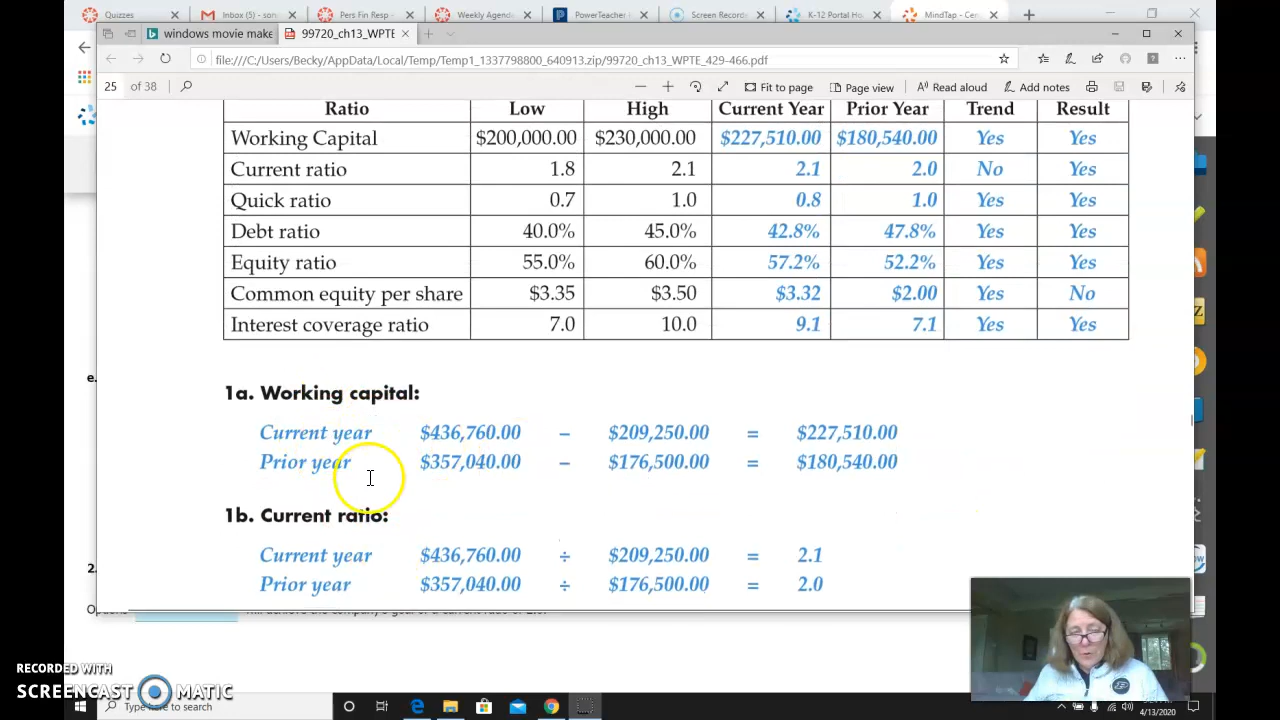 Quizzes
Inbox (5) - son
Pers Fin Resp -
Weekly Agenda
PowerTeacher
Screen Record
K-12 Portal Ho
MindTap - Cen
windows movie make
99720_ch13_WPTE
file:///C:/Users/Becky/AppData/Local/Temp/Temp1_1337798800_640913.zip/99720_ch13_WPTE_429-466.pdf
25 of 38
Fit to page
Page view
Read aloud
Add notes
Ratio Low High Current Year Prior Year Trend Result
Working Capital $200,000.00 $230,000.00 $227,510.00 $180,540.00 Yes Yes
Current ratio 1.8 2.1 2.1 2.0 No Yes
Quick ratio 0.7 1.0 0.8 1.0 Yes Yes
Debt ratio 40.0% 45.0% 42.8% 47.8% Yes Yes
Equity ratio 55.0% 60.0% 57.2% 52.2% Yes Yes
Common equity per share $3.35 $3.50 $3.32 $2.00 Yes No
Interest coverage ratio 7.0 10.0 9.1 7.1 Yes Yes
e.
1a. Working capital:
Current year $436,760.00 – $209,250.00 = $227,510.00
Prior year $357,040.00 – $176,500.00 = $180,540.00
1b. Current ratio:
Current year $436,760.00 ÷ $209,250.00 = 2.1
2.
Prior year $357,040.00 ÷ $176,500.00 = 2.0
RECORDED WITH
SCREENCAST MATIC
Type here to search
4/13/2020